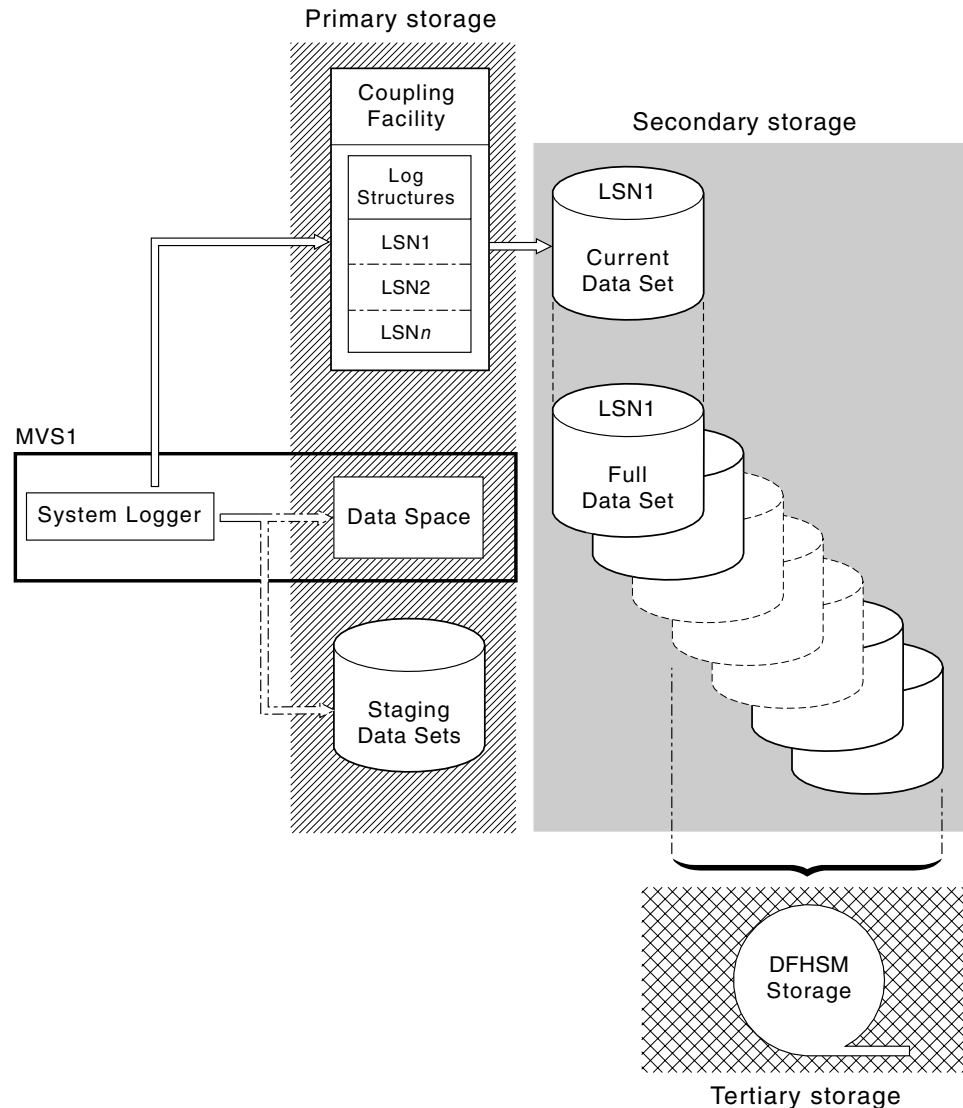 Primary storage
Coupling
Facility
Log
Structures
LSN1
LSN2
LSNn
Secondary storage
LSN1
Current
Data Set
LSN1
Full
Data Set
MVS1
System Logger
Data Space
Staging
Data Sets
DFHSM
Storage
Tertiary storage